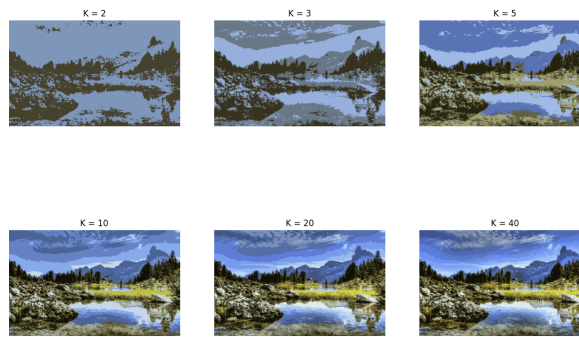 K = 2
K = 3
K = 5
K = 10
K = 20
K = 40